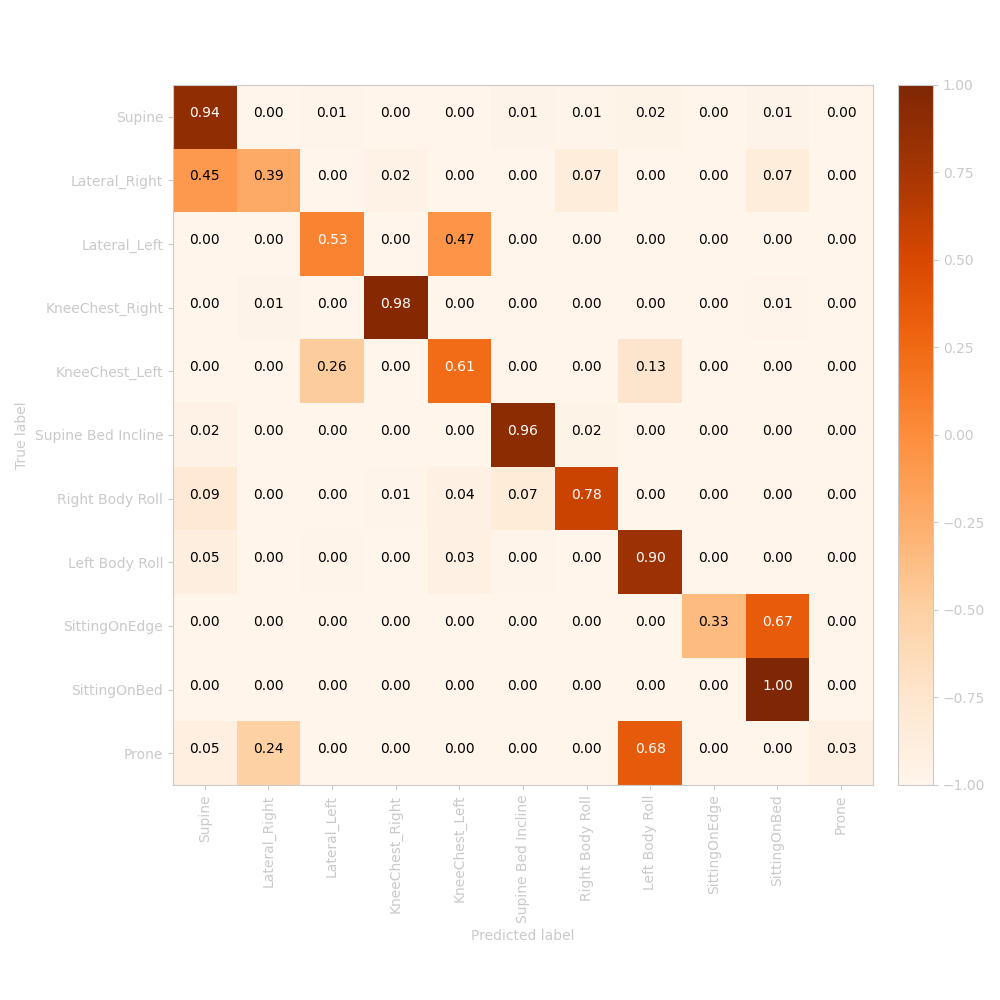 Supine 0.94 0.00 0.01 0.00 0.00 0.01 0.01 0.02 0.00 0.01 0.00 1.00
Lateral_Right 0.45 0.39 0.00 0.02 0.00 0.00 0.07 0.00 0.00 0.07 0.00 0.75
Lateral_Left 0.00 0.00 0.53 0.00 0.47 0.00 0.00 0.00 0.00 0.00 0.00 0.50
KneeChest_Right 0.00 0.01 0.00 0.98 0.00 0.00 0.00 0.00 0.00 0.01 0.00 0.25
KneeChest_Left 0.00 0.00 0.26 0.00 0.61 0.00 0.00 0.13 0.00 0.00 0.00
Supine Bed Incline 0.02 0.00 0.00 0.00 0.00 0.96 0.02 0.00 0.00 0.00 0.00 0.00
Right Body Roll 0.09 0.00 0.00 0.01 0.04 0.07 0.78 0.00 0.00 0.00 0.00 −0.25
Left Body Roll 0.05 0.00 0.00 0.00 0.03 0.00 0.00 0.90 0.00 0.00 0.00
SittingOnEdge 0.00 0.00 0.00 0.00 0.00 0.00 0.00 0.00 0.33 0.67 0.00 −0.50
SittingOnBed 0.00 0.00 0.00 0.00 0.00 0.00 0.00 0.00 0.00 1.00 0.00 −0.75
Prone 0.05 0.24 0.00 0.00 0.00 0.00 0.00 0.68 0.00 0.00 0.03 −1.00
True label
Supine
Lateral_Right
Lateral_Left
KneeChest_Right
KneeChest_Left
Supine Bed Incline
Right Body Roll
Left Body Roll
SittingOnEdge
SittingOnBed
Prone
Predicted label